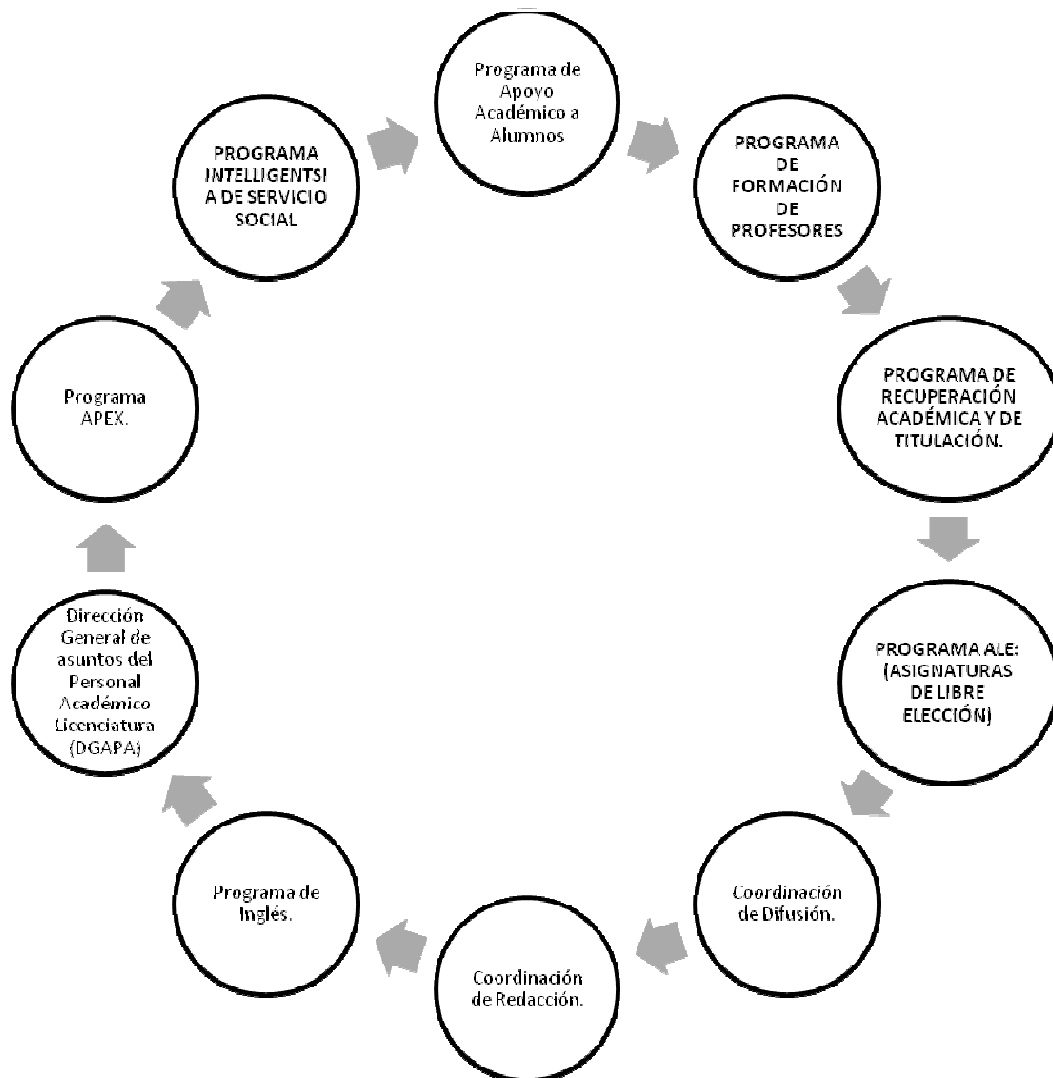 Programa de
Apoyo
Académico a
Alumnos
PROGRAMA
DE
FORMACIÓN
DE
PROFESORES
PROGRAMA DE
RECUPERACIÓN
ACADÉMICA Y DE
TITULACIÓN.
PROGRAMA ALE:
(ASIGNATURAS
DE LIBRE
ELECCIÓN)
Coordinación
de Difusión.
Coordinación
de Redacción.
Programa de
Inglés.
Dirección
General de
asuntos del
Personal
Académico
Licenciatura
(DGAPA)
Programa
APEX.
PROGRAMA
INTELLIGENTSI
A DE SERVICIO
SOCIAL